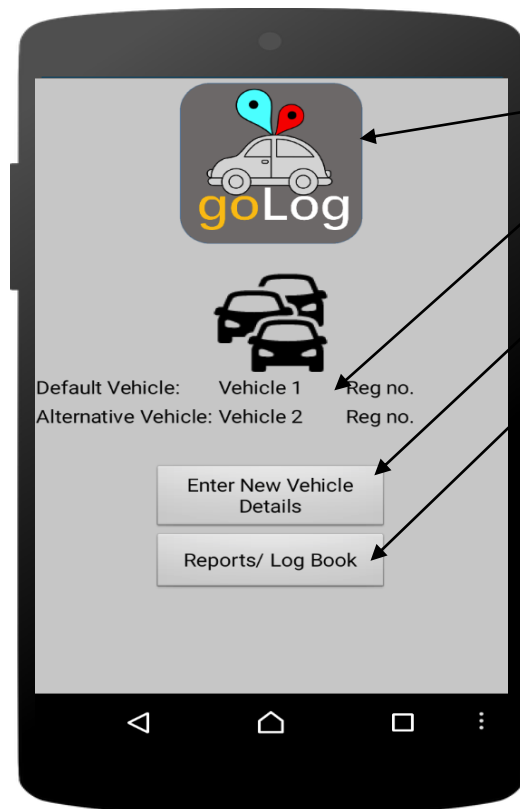 goLog
Default Vehicle: Vehicle 1 Reg no.
Alternative Vehicle: Vehicle 2 Reg no.
Enter New Vehicle
Details
Reports/ Log Book